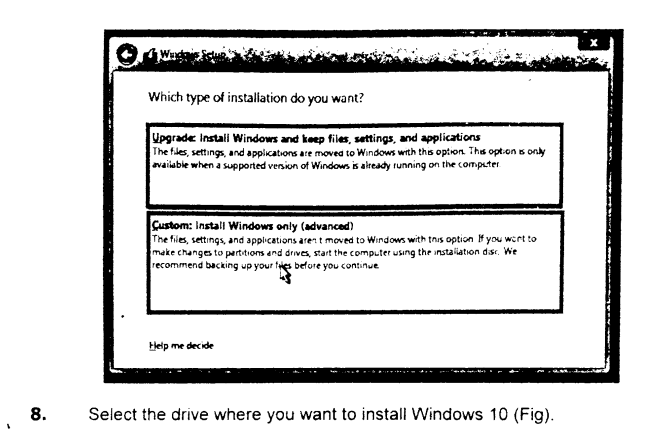 Windows Setup
Which type of installation do you want?
Upgrade: Install Windows and keep files, settings, and applications
The files, settings, and applications are moved to Windows with this option. This option is only
available when a supported version of Windows is already running on the computer.
Custom: Install Windows only (advanced)
The files, settings, and applications aren't moved to Windows with this option. If you want to
make changes to partitions and drives, start the computer using the installation disc. We
recommend backing up your files before you continue.
Help me decide
8. Select the drive where you want to install Windows 10 (Fig).